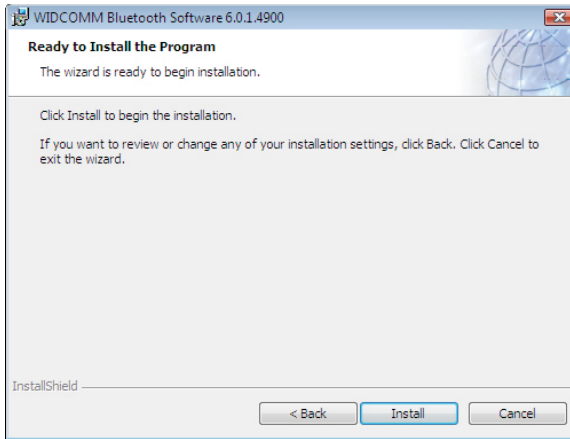 WIDCOMM Bluetooth Software 6.0.1.4900
Ready to Install the Program
The wizard is ready to begin installation.
Click Install to begin the installation.
If you want to review or change any of your installation settings, click Back. Click Cancel to
exit the wizard.
InstallShield
< Back Install Cancel